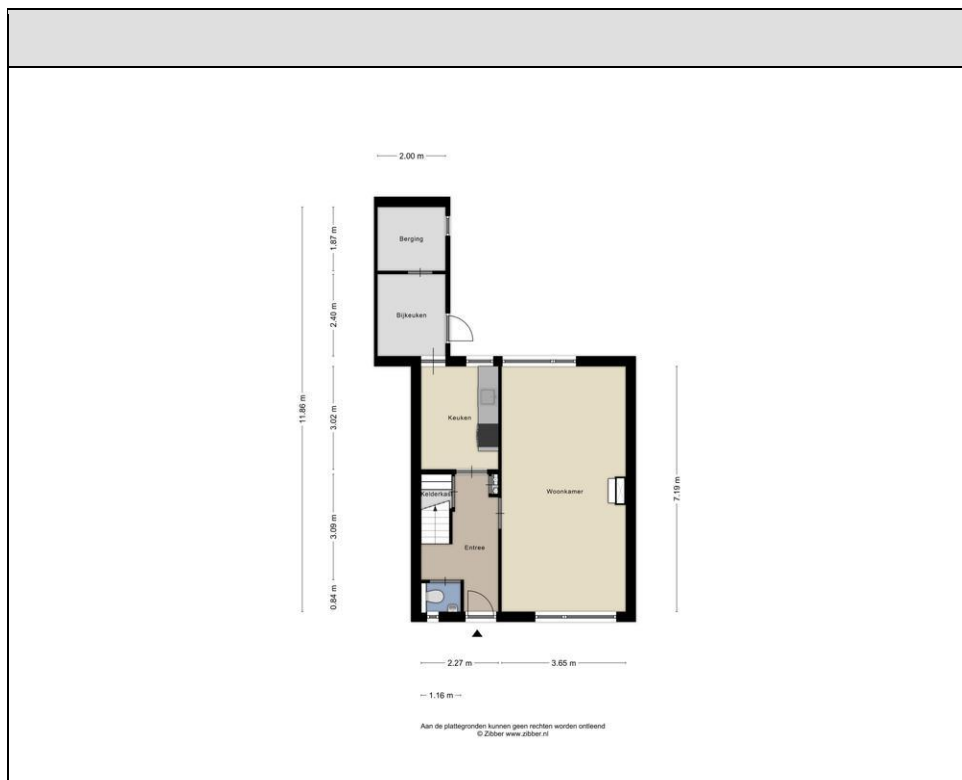 2.00 m
Berging
1.87 m
Bijkeuken
2.40 m
11.86 m
Keuken
3.02 m
Kelderkast
Woonkamer
7.19 m
3.09 m
Entree
0.84 m
2.27 m
3.65 m
1.16 m
Aan de plattegronden kunnen geen rechten worden ontleend
© Zibber www.zibber.nl